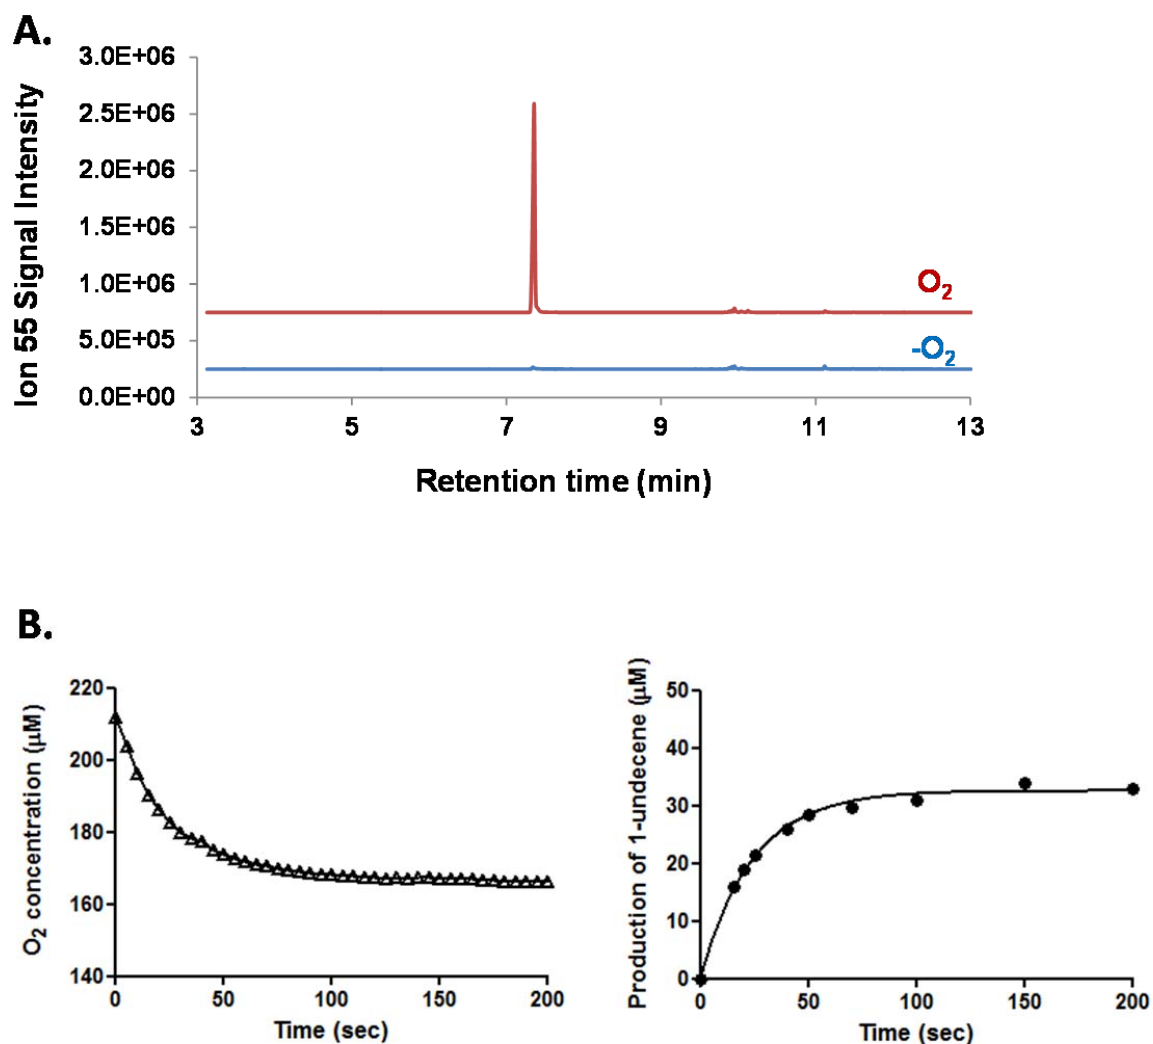 A.
3.0E+06
2.5E+06
2.0E+06
1.5E+06
1.0E+06
5.0E+05
0.0E+00
Ion 55 Signal Intensity
O₂
-O₂
3 5 7 9 11 13
Retention time (min)
B.
220
200
180
160
140
O₂ concentration (µM)
0 50 100 150 200
Time (sec)
50
40
30
20
10
0
Production of 1-undecene (µM)
0 50 100 150 200
Time (sec)